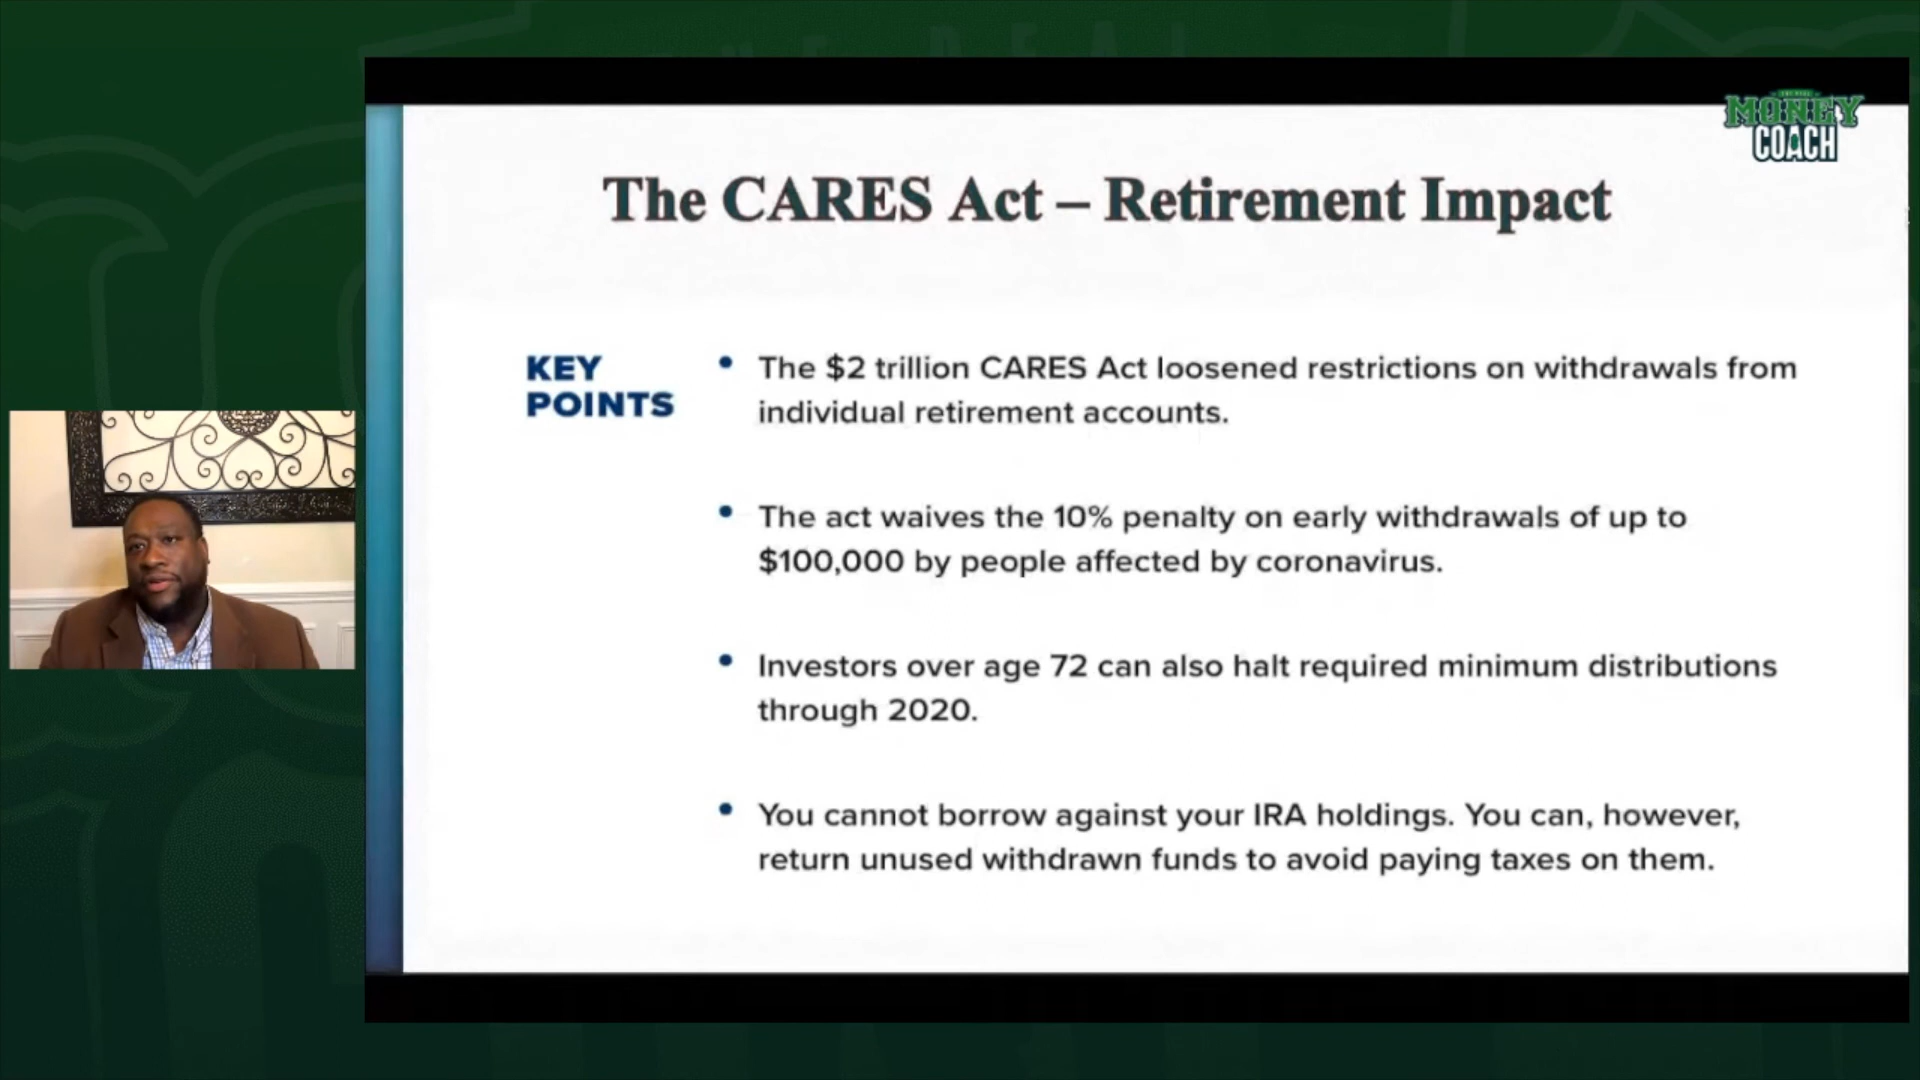 MONEY
COACH
The CARES Act – Retirement Impact
KEY
POINTS
• The $2 trillion CARES Act loosened restrictions on withdrawals from
individual retirement accounts.
• The act waives the 10% penalty on early withdrawals of up to
$100,000 by people affected by coronavirus.
• Investors over age 72 can also halt required minimum distributions
through 2020.
• You cannot borrow against your IRA holdings. You can, however,
return unused withdrawn funds to avoid paying taxes on them.